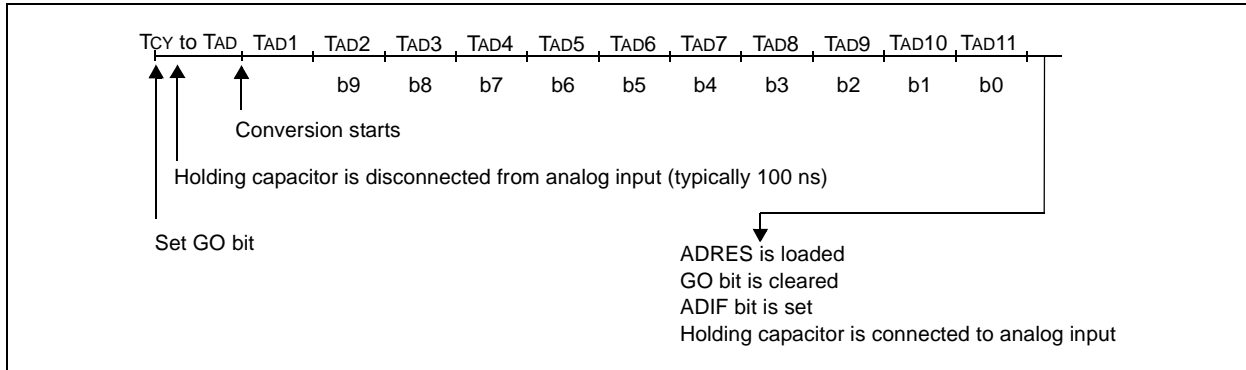 TCY to TAD TAD1 TAD2 TAD3 TAD4 TAD5 TAD6 TAD7 TAD8 TAD9 TAD10 TAD11
b9 b8 b7 b6 b5 b4 b3 b2 b1 b0
Conversion starts
Holding capacitor is disconnected from analog input (typically 100 ns)
Set GO bit
ADRES is loaded
GO bit is cleared
ADIF bit is set
Holding capacitor is connected to analog input